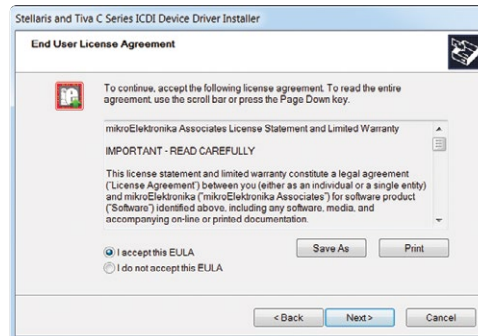 Stellaris and Tiva C Series ICDI Device Driver Installer
End User License Agreement
To continue, accept the following license agreement. To read the entire
agreement, use the scroll bar or press the Page Down key.
mikroElektronika Associates License Statement and Limited Warranty
IMPORTANT - READ CAREFULLY
This license statement and limited warranty constitute a legal agreement
("License Agreement") between you (either as an individual or a single entity)
and mikroElektronika ("mikroElektronika Associates") for software product
("Software") identified above, including any software, media, and
accompanying on-line or printed documentation.
I accept this EULA
Save As
Print
I do not accept this EULA
< Back
Next >
Cancel